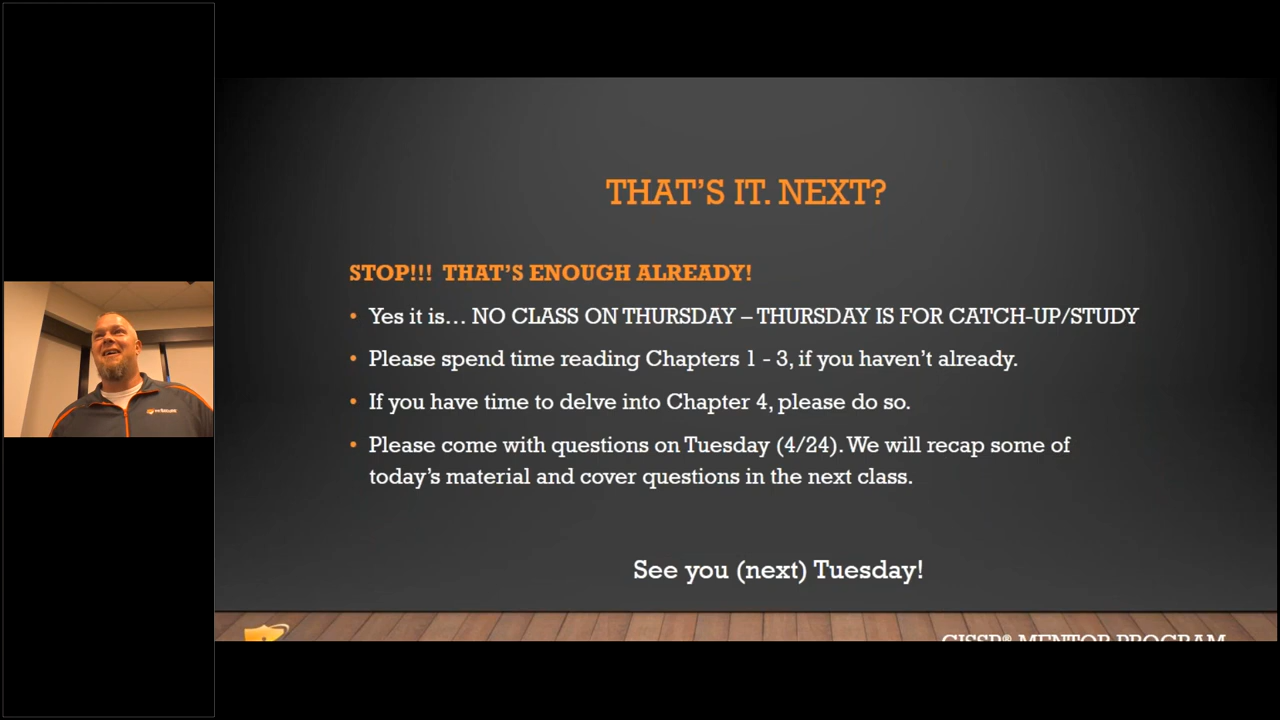 THAT'S IT. NEXT?
STOP!!! THAT'S ENOUGH ALREADY!
• Yes it is… NO CLASS ON THURSDAY – THURSDAY IS FOR CATCH-UP/STUDY
• Please spend time reading Chapters 1 - 3, if you haven't already.
• If you have time to delve into Chapter 4, please do so.
• Please come with questions on Tuesday (4/24). We will recap some of
today's material and cover questions in the next class.
See you (next) Tuesday!
CISSP® MENTOR PROGRAM